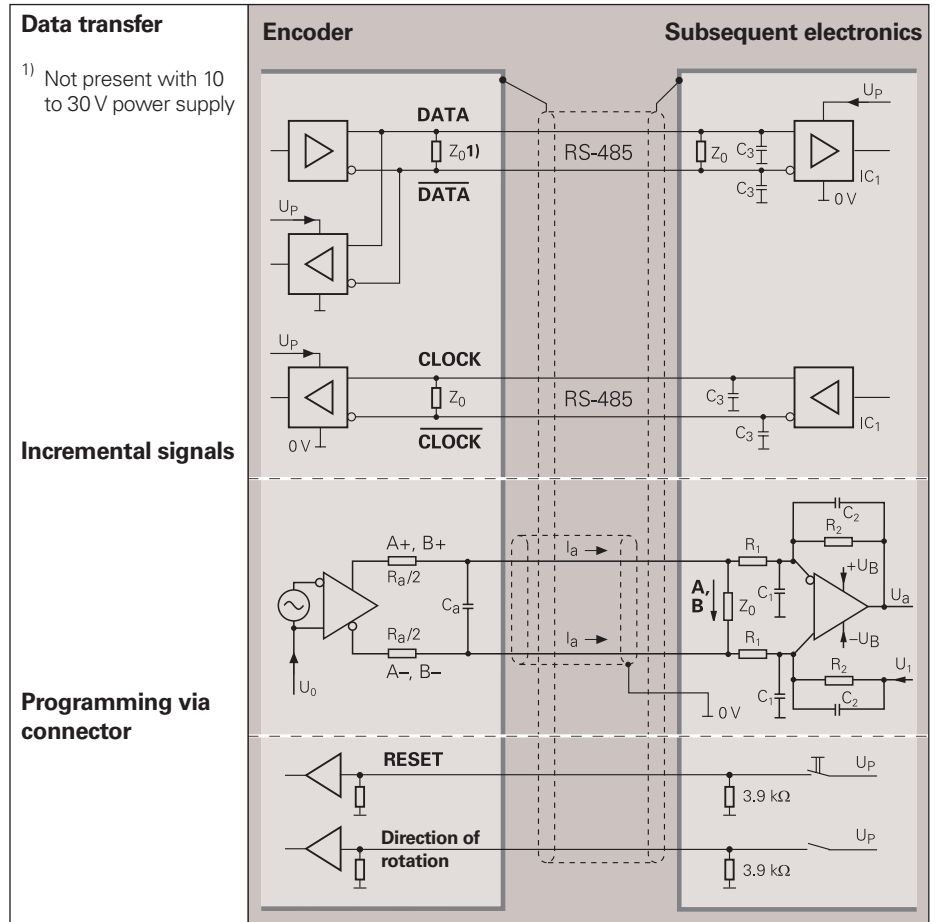 Data transfer
1) Not present with 10
to 30 V power supply
Encoder
Subsequent electronics
DATA
Z0 1)
DATA
RS-485
Z0
C3
C3
UP
IC1
0 V
UP
UP
CLOCK
Z0
CLOCK
0 V
RS-485
C3
C3
IC1
Incremental signals
A+, B+
Ra/2
Ca
Ra/2
A–, B–
U0
Ia
Ia
0 V
A,
B
Z0
R1
C1
R1
C1
C2
R2
+UB
Ua
–UB
R2
U1
C2
Programming via
connector
RESET
UP
3.9 kΩ
Direction of
rotation
UP
3.9 kΩ